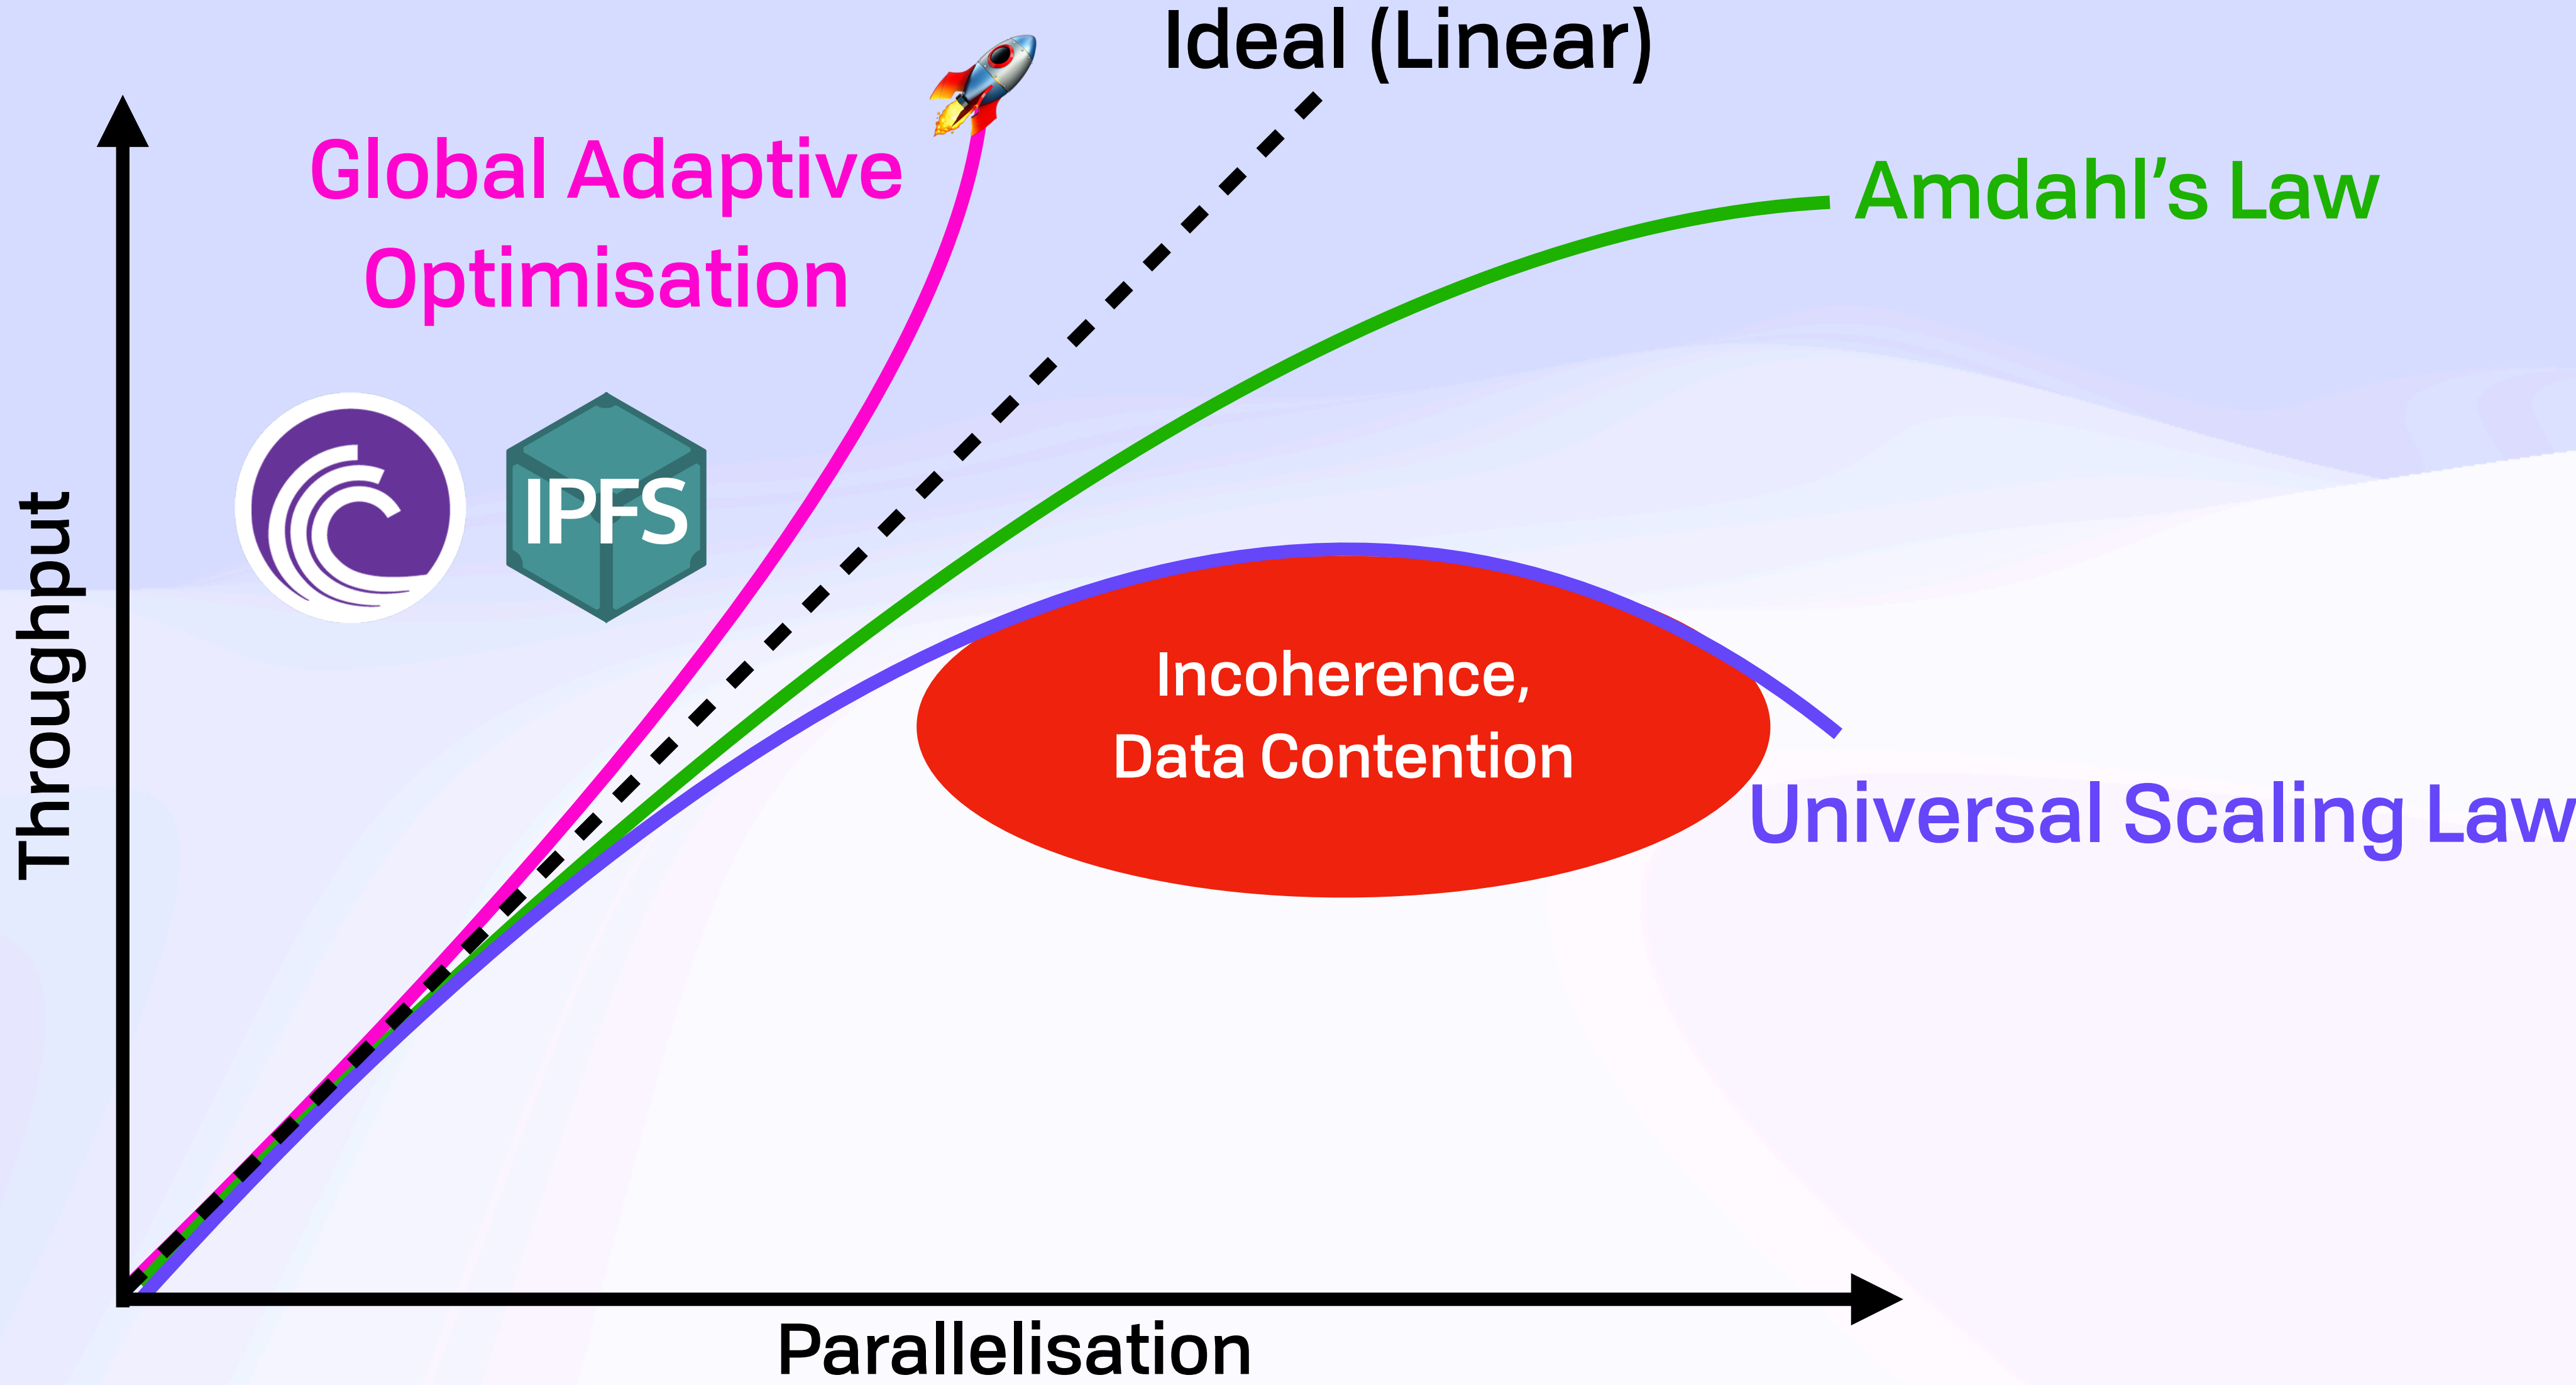 Ideal (Linear)
Global Adaptive
Optimisation
Amdahl’s Law
IPFS
Throughput
Incoherence,
Data Contention
Universal Scaling Law
Parallelisation